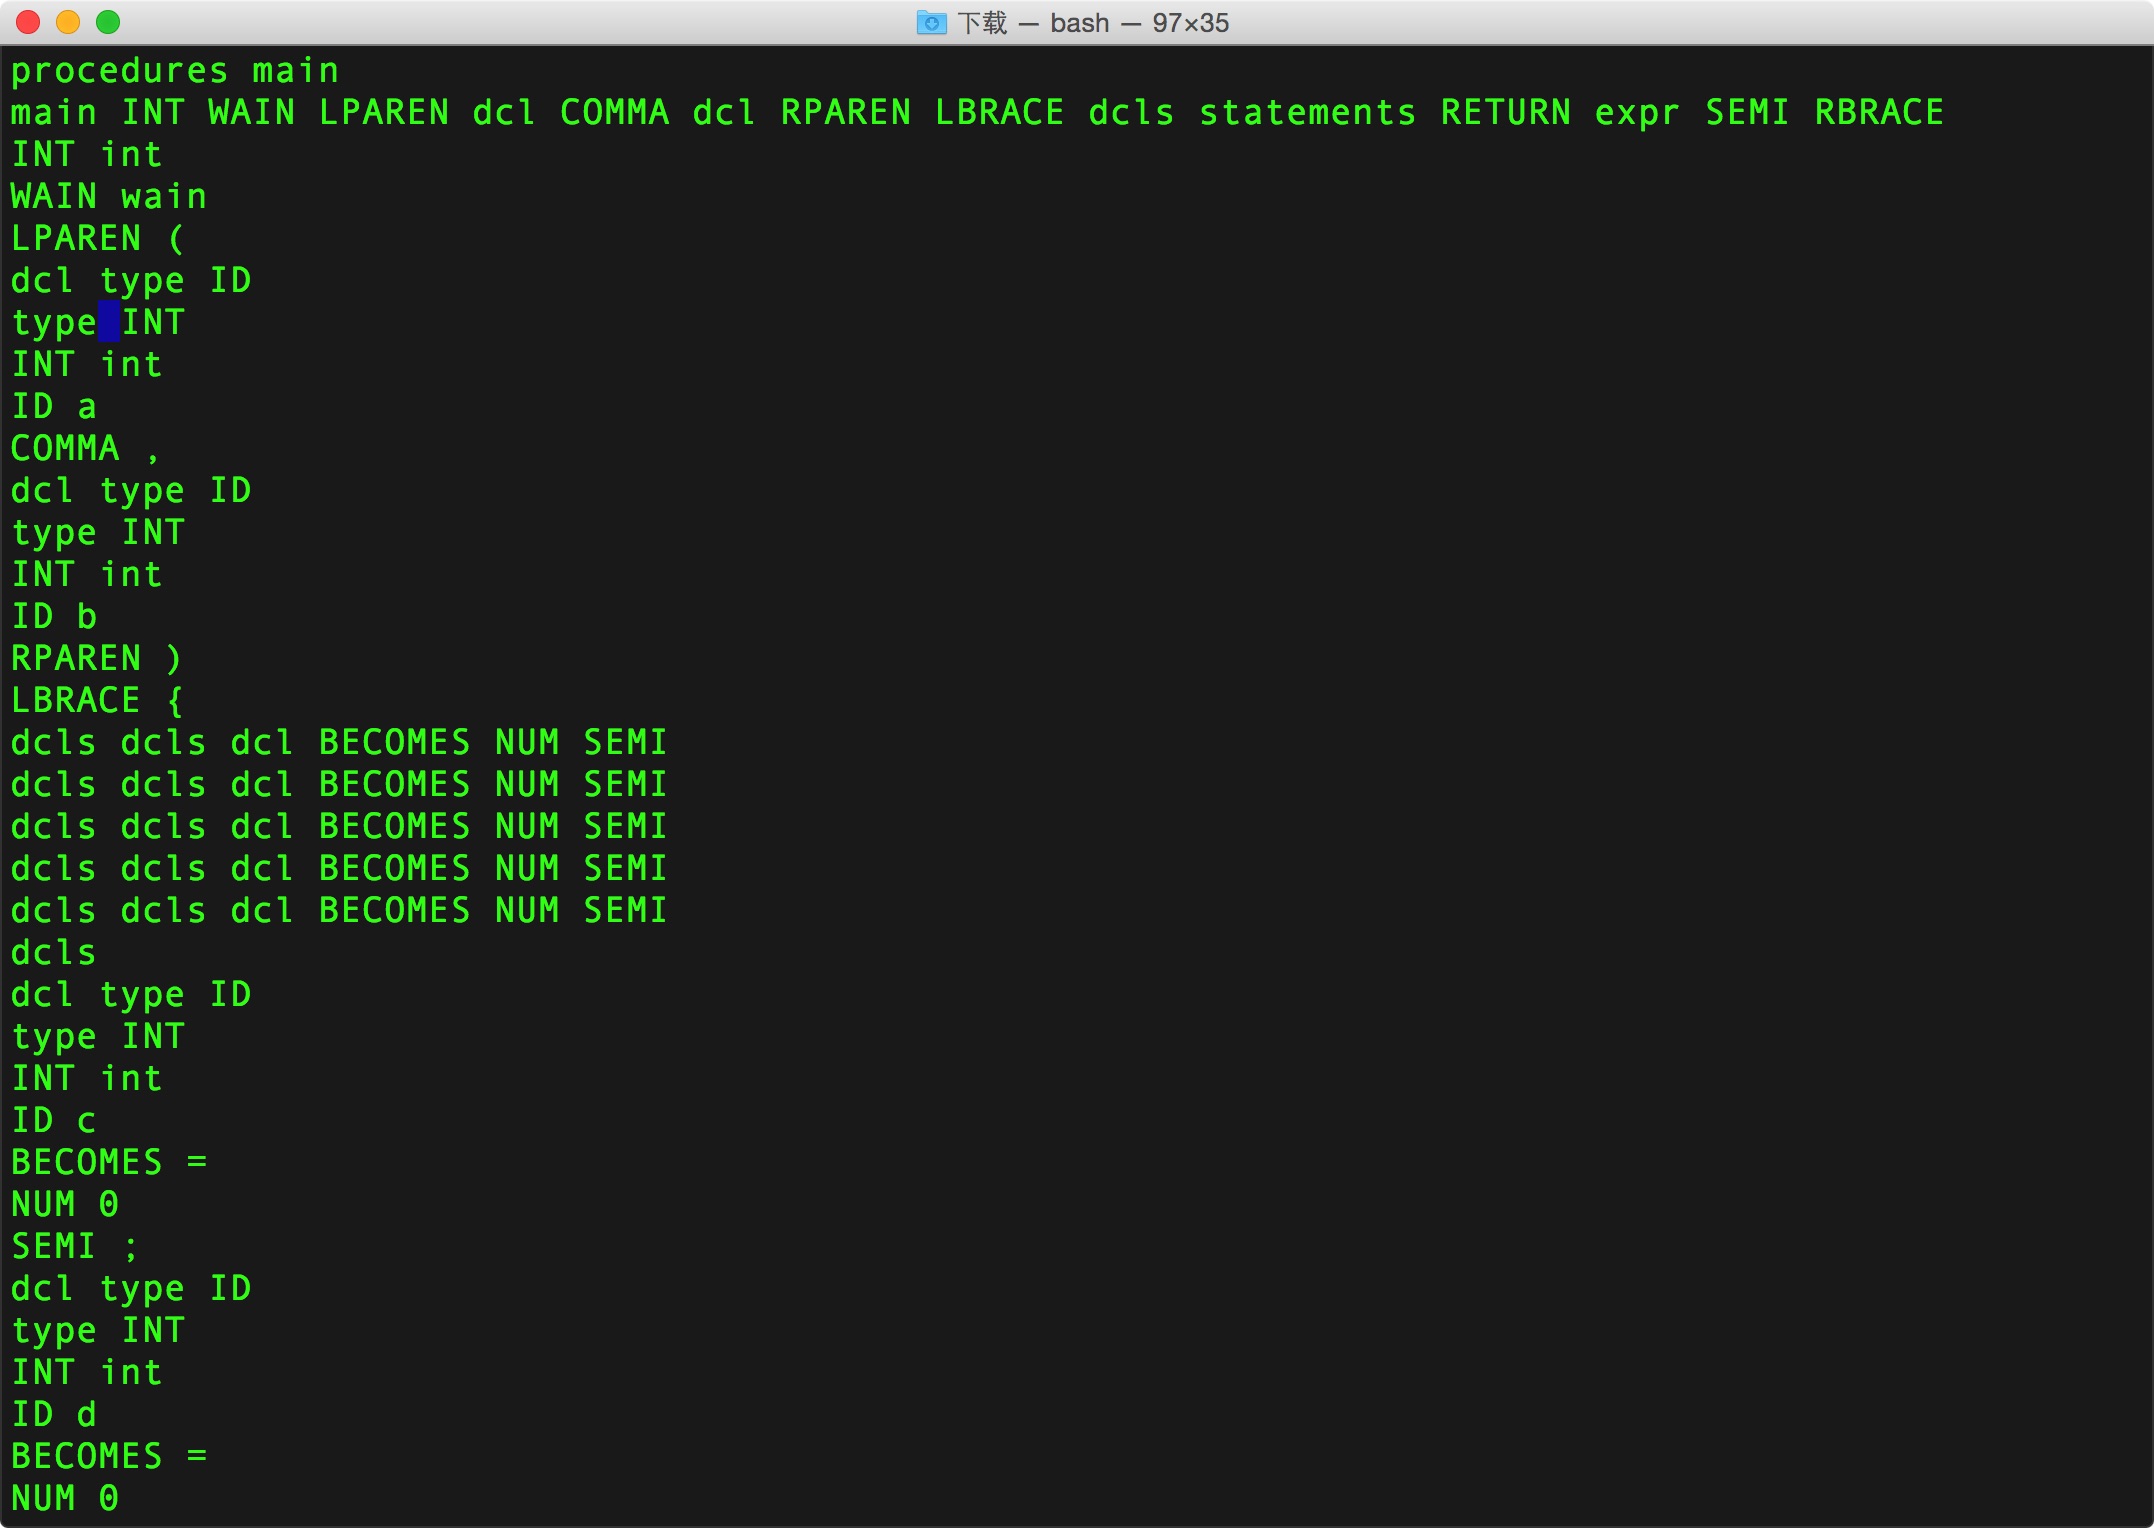 下载 — bash — 97×35
procedures main
main INT WAIN LPAREN dcl COMMA dcl RPAREN LBRACE dcls statements RETURN expr SEMI RBRACE
INT int
WAIN wain
LPAREN (
dcl type ID
type INT
INT int
ID a
COMMA ,
dcl type ID
type INT
INT int
ID b
RPAREN )
LBRACE {
dcls dcls dcl BECOMES NUM SEMI
dcls dcls dcl BECOMES NUM SEMI
dcls dcls dcl BECOMES NUM SEMI
dcls dcls dcl BECOMES NUM SEMI
dcls dcls dcl BECOMES NUM SEMI
dcls
dcl type ID
type INT
INT int
ID c
BECOMES =
NUM 0
SEMI ;
dcl type ID
type INT
INT int
ID d
BECOMES =
NUM 0